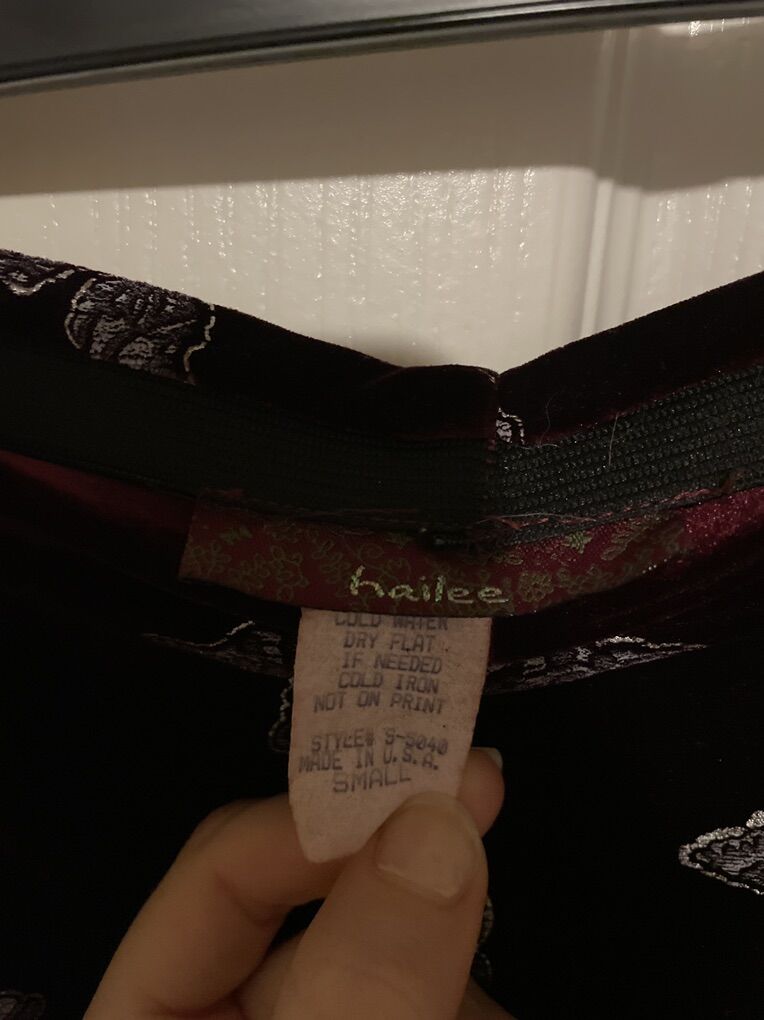 hailee
COLD WATER
DRY FLAT
IF NEEDED
COLD IRON
NOT ON PRINT
STYLE# S-5040
MADE IN U.S.A.
SMALL